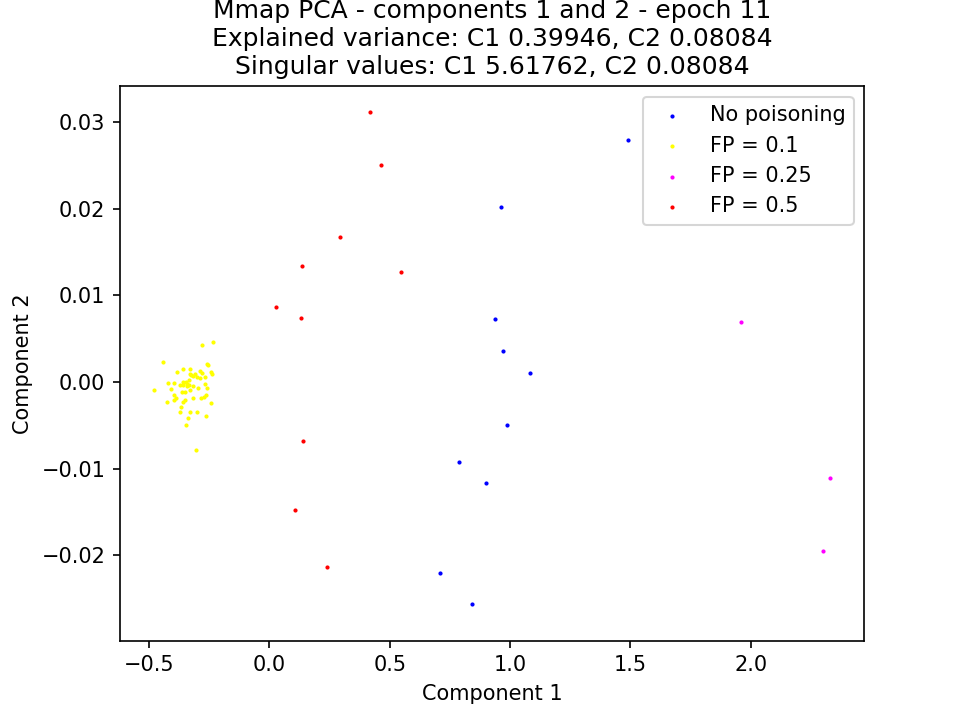 Mmap PCA - components 1 and 2 - epoch 11
Explained variance: C1 0.39946, C2 0.08084
Singular values: C1 5.61762, C2 0.08084
No poisoning
FP = 0.1
FP = 0.25
FP = 0.5
0.03
0.02
0.01
0.00
−0.01
−0.02
Component 2
−0.5
0.0
0.5
1.0
1.5
2.0
Component 1